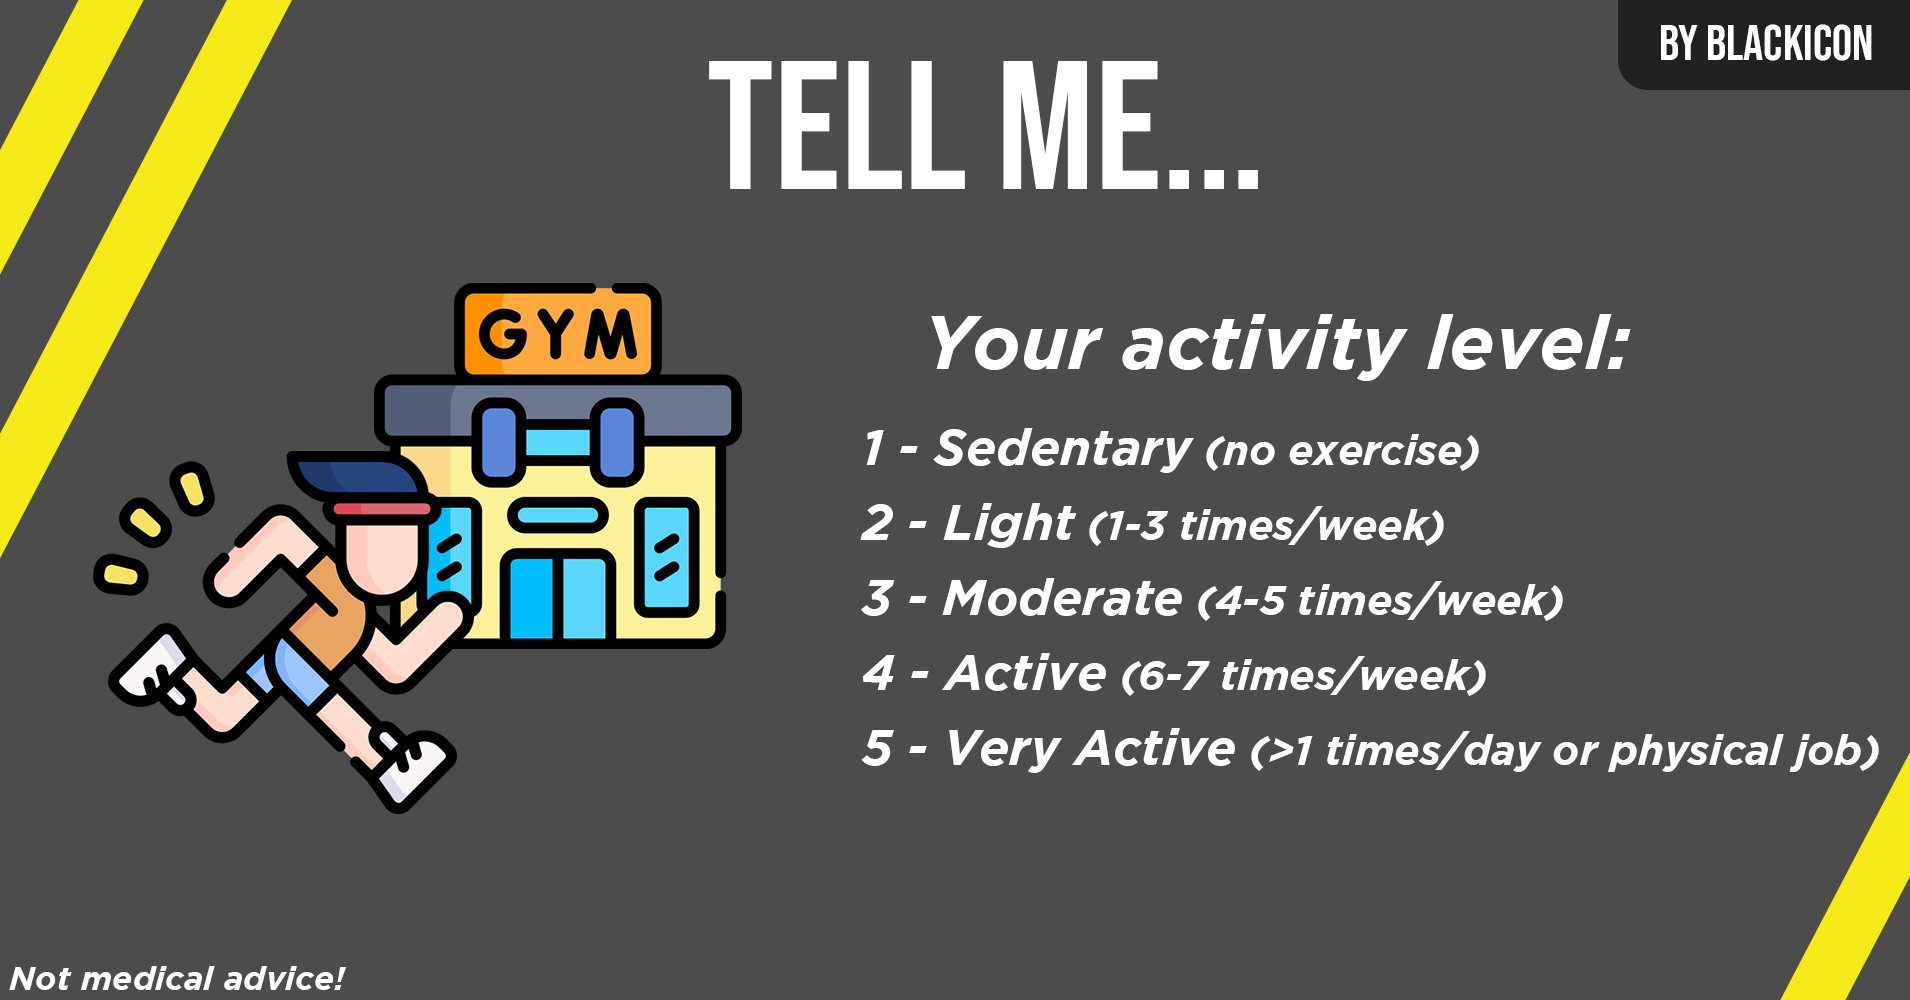 BY BLACKICON
TELL ME...
GYM
Your activity level:
1 - Sedentary (no exercise)
2 - Light (1-3 times/week)
3 - Moderate (4-5 times/week)
4 - Active (6-7 times/week)
5 - Very Active (>1 times/day or physical job)
Not medical advice!